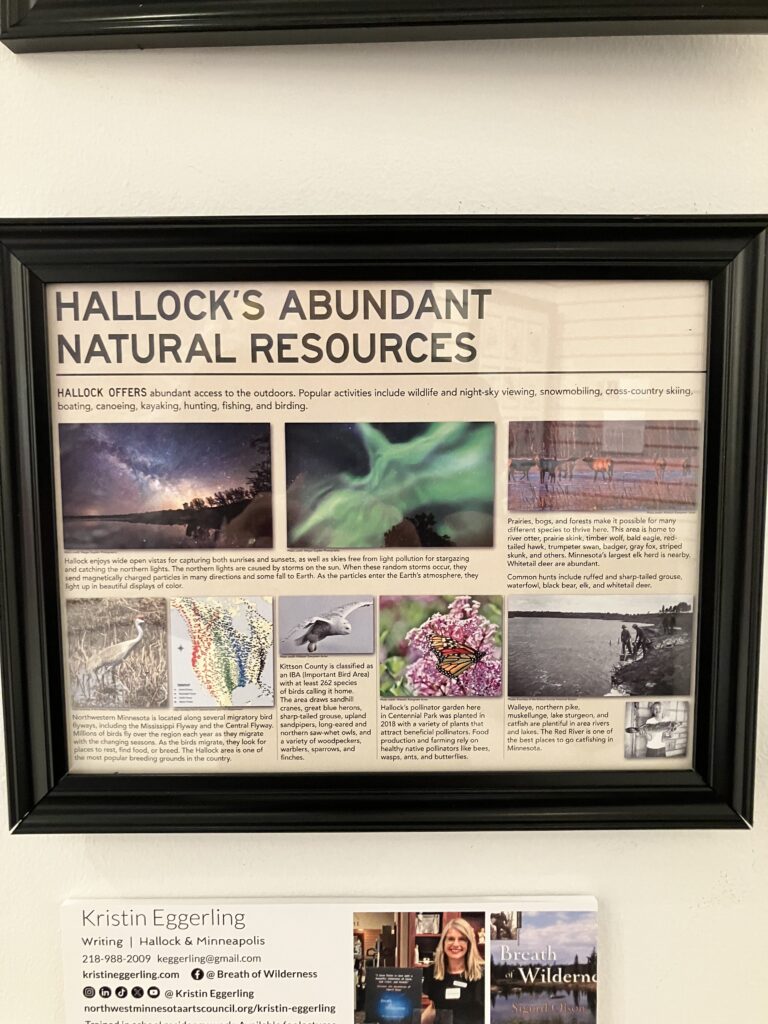 HALLOCK'S ABUNDANT
NATURAL RESOURCES
HALLOCK OFFERS abundant access to the outdoors. Popular activities include wildlife and night-sky viewing, snowmobiling, cross-country skiing,
boating, canoeing, kayaking, hunting, fishing, and birding.
Hallock enjoys wide open vistas for capturing both sunrises and sunsets, as well as skies free from light pollution for stargazing
and catching the northern lights. The northern lights are caused by storms on the sun. When these random storms occur, they
send magnetically charged particles in many directions and some fall to Earth. As the particles enter the Earth's atmosphere, they
light up in beautiful displays of color.
Prairies, bogs, and forests make it possible for many
different species to thrive here. This area is home to
river otter, prairie skink, timber wolf, bald eagle, red-
tailed hawk, trumpeter swan, badger, gray fox, striped
skunk, and others. Minnesota's largest elk herd is nearby.
Whitetail deer are abundant.
Common hunts include ruffed and sharp-tailed grouse,
waterfowl, black bear, elk, and whitetail deer.
Northwestern Minnesota is located along several migratory bird
flyways, including the Mississippi Flyway and the Central Flyway.
Millions of birds fly over the region each year as they migrate
with the changing seasons. As the birds migrate, they look for
places to rest, find food, or breed. The Hallock area is one of
the most popular breeding grounds in the country.
Kittson County is classified as
an IBA (Important Bird Area)
with at least 262 species
of birds calling it home.
The area draws sandhill
cranes, great blue herons,
sharp-tailed grouse, upland
sandpipers, long-eared and
northern saw-whet owls, and
a variety of woodpeckers,
warblers, sparrows, and
finches.
Hallock's pollinator garden here
in Centennial Park was planted in
2018 with a variety of plants that
attract beneficial pollinators. Food
production and farming rely on
healthy native pollinators like bees,
wasps, ants, and butterflies.
Walleye, northern pike,
muskellunge, lake sturgeon, and
catfish are plentiful in area rivers
and lakes. The Red River is one of
the best places to go catfishing in
Minnesota.
Kristin Eggerling
Writing | Hallock & Minneapolis
218-988-2009 keggerling@gmail.com
kristineggerling.com @ Breath of Wilderness
@ Kristin Eggerling
northwestminnesotaartscouncil.org/kristin-eggerling
Breath
of Wilderne
Sigurd Olson